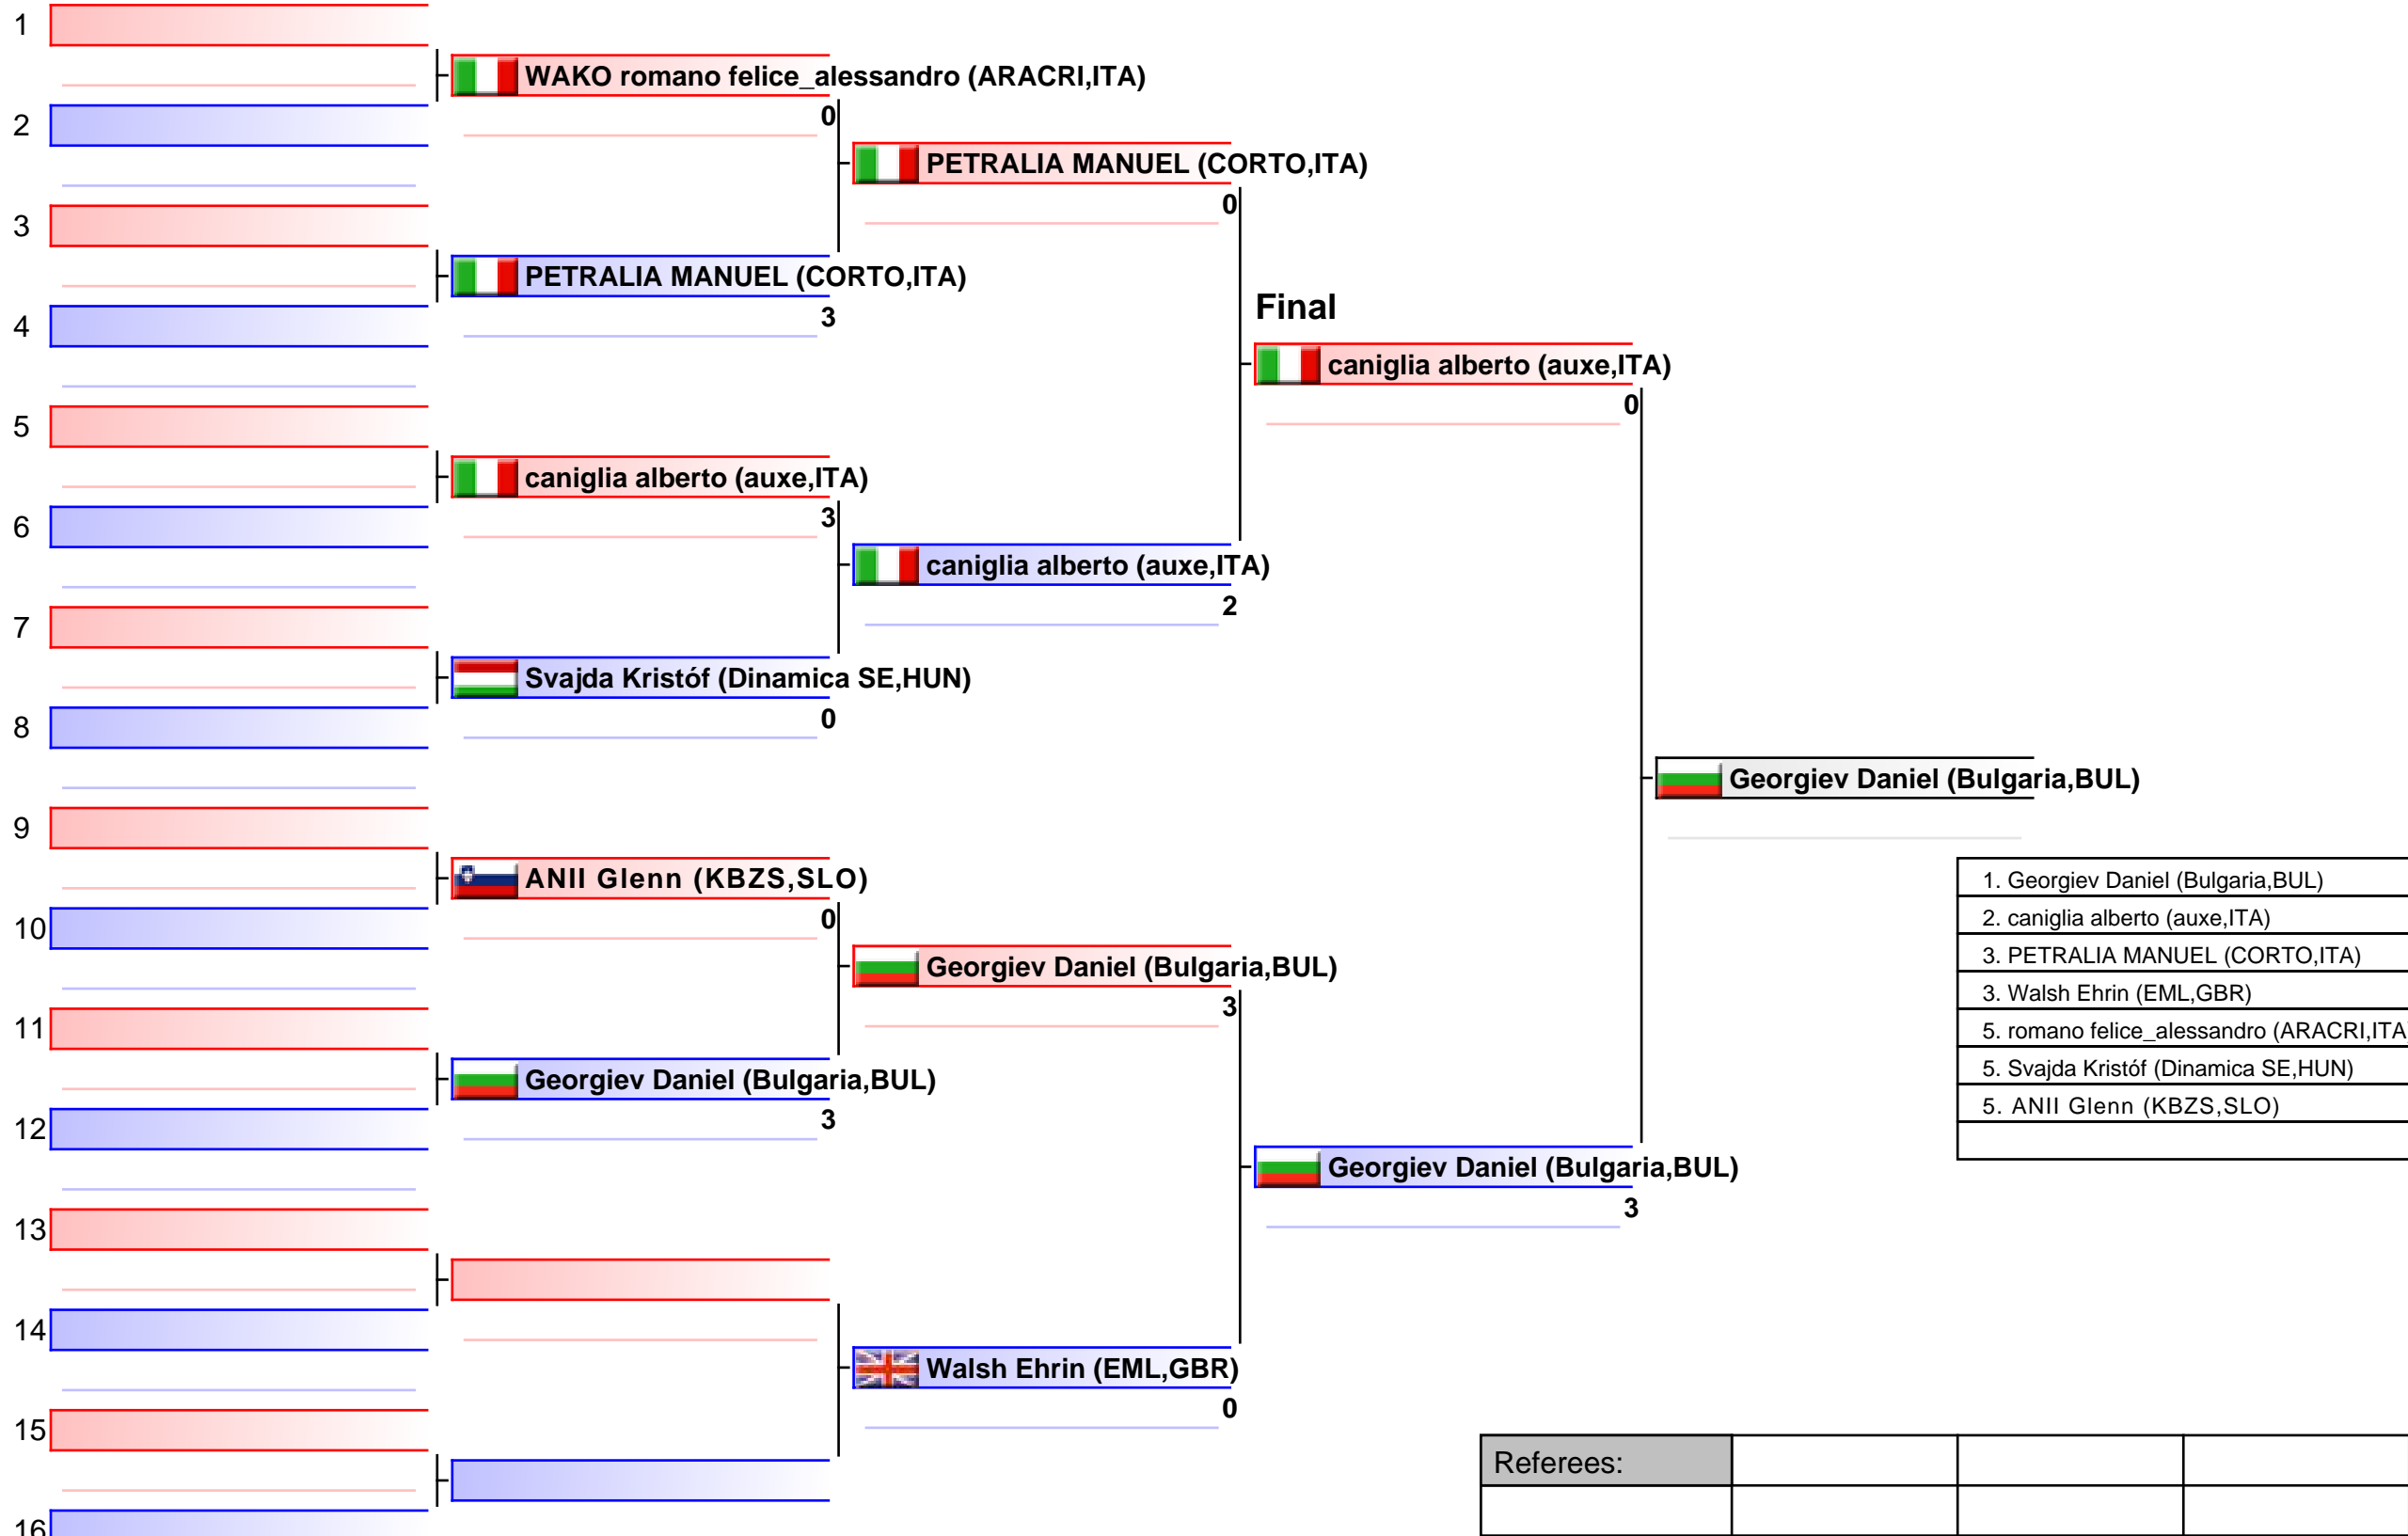 1
WAKO romano felice_alessandro (ARACRI,ITA)
0
2
PETRALIA MANUEL (CORTO,ITA)
0
3
PETRALIA MANUEL (CORTO,ITA)
3
4
Final
caniglia alberto (auxe,ITA)
0
5
caniglia alberto (auxe,ITA)
3
6
caniglia alberto (auxe,ITA)
2
7
Svajda Kristóf (Dinamica SE,HUN)
0
8
Georgiev Daniel (Bulgaria,BUL)
9
ANII Glenn (KBZS,SLO)
0
10
Georgiev Daniel (Bulgaria,BUL)
3
11
Georgiev Daniel (Bulgaria,BUL)
3
12
Georgiev Daniel (Bulgaria,BUL)
3
13
14
Walsh Ehrin (EML,GBR)
0
15
16
1. Georgiev Daniel (Bulgaria,BUL)
2. caniglia alberto (auxe,ITA)
3. PETRALIA MANUEL (CORTO,ITA)
3. Walsh Ehrin (EML,GBR)
5. romano felice_alessandro (ARACRI,ITA
5. Svajda Kristóf (Dinamica SE,HUN)
5. ANII Glenn (KBZS,SLO)
Referees: